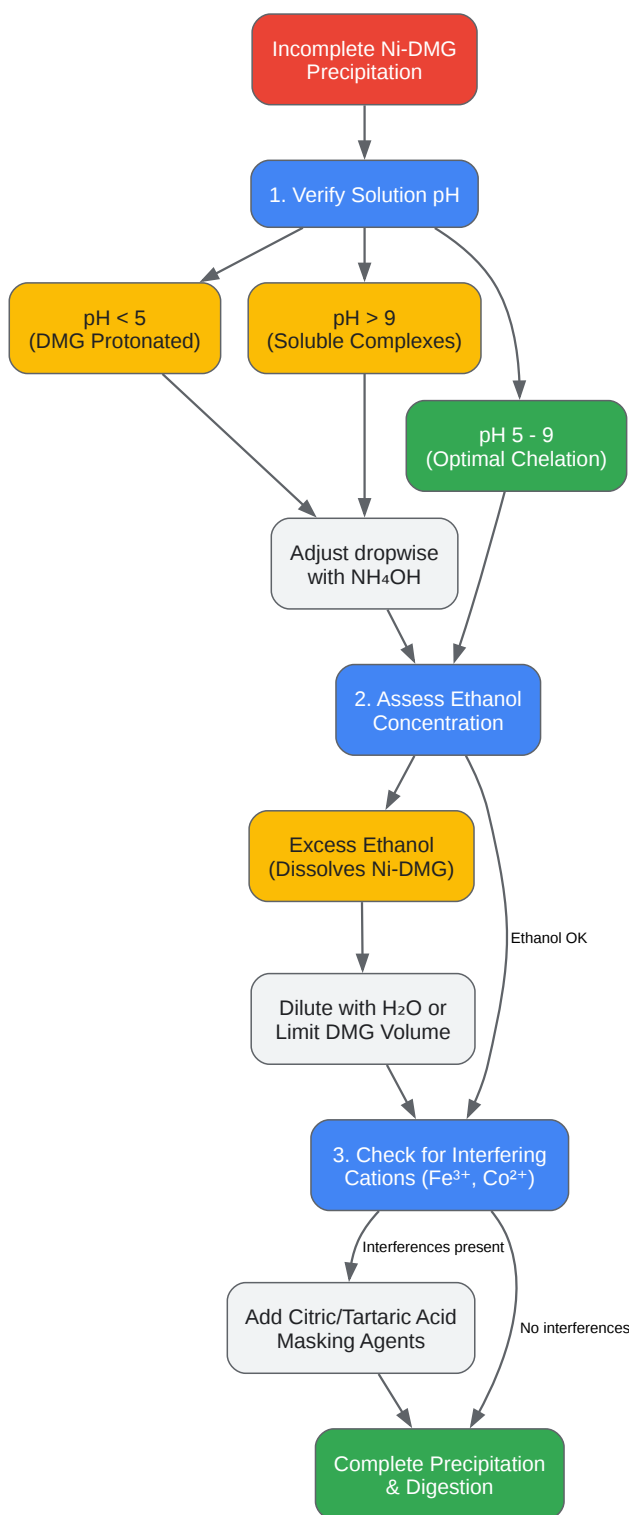 Incomplete Ni-DMG
Precipitation
1. Verify Solution pH
pH < 5
(DMG Protonated)
pH > 9
(Soluble Complexes)
pH 5 - 9
(Optimal Chelation)
Adjust dropwise
with NH₄OH
2. Assess Ethanol
Concentration
Excess Ethanol
(Dissolves Ni-DMG)
Ethanol OK
Dilute with H₂O or
Limit DMG Volume
3. Check for Interfering
Cations (Fe³⁺, Co²⁺)
Interferences present
Add Citric/Tartaric Acid
Masking Agents
No interferences
Complete Precipitation
& Digestion